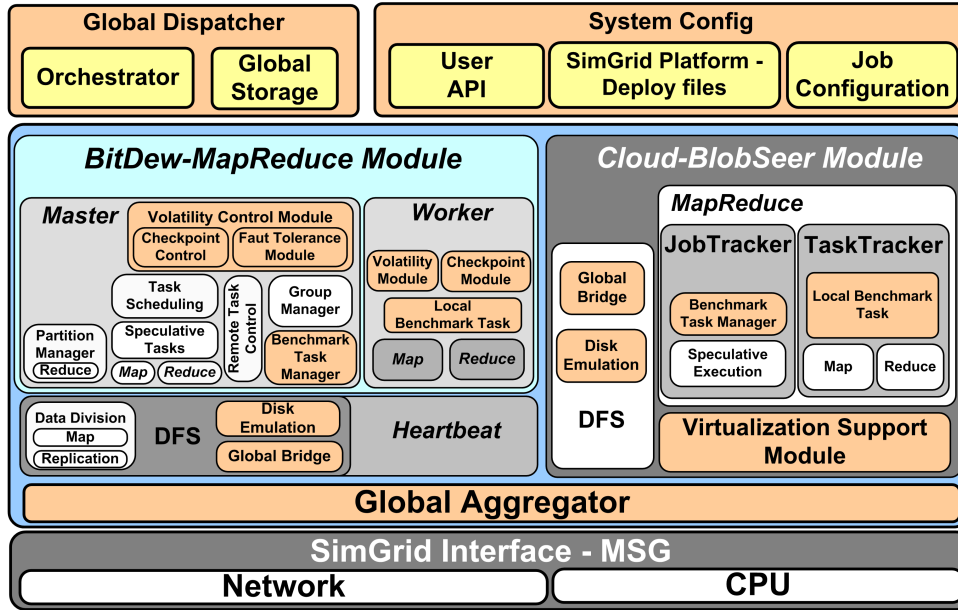 Global Dispatcher
Orchestrator
Global
Storage
System Config
User
API
SimGrid Platform -
Deploy files
Job
Configuration
BitDew-MapReduce Module
Master
Volatility Control Module
Checkpoint
Control
Faut Tolerance
Module
Task
Scheduling
Speculative
Tasks
Map
Reduce
Partition
Manager
Reduce
Remote Task
Control
Group
Manager
Benchmark
Task
Manager
Worker
Volatility
Module
Checkpoint
Module
Local
Benchmark Task
Map
Reduce
Data Division
Map
Replication
DFS
Disk
Emulation
Global Bridge
Heartbeat
Cloud-BlobSeer Module
Global
Bridge
Disk
Emulation
DFS
MapReduce
JobTracker
Benchmark
Task Manager
Speculative
Execution
TaskTracker
Local Benchmark
Task
Map
Reduce
Virtualization Support
Module
Global Aggregator
SimGrid Interface - MSG
Network
CPU